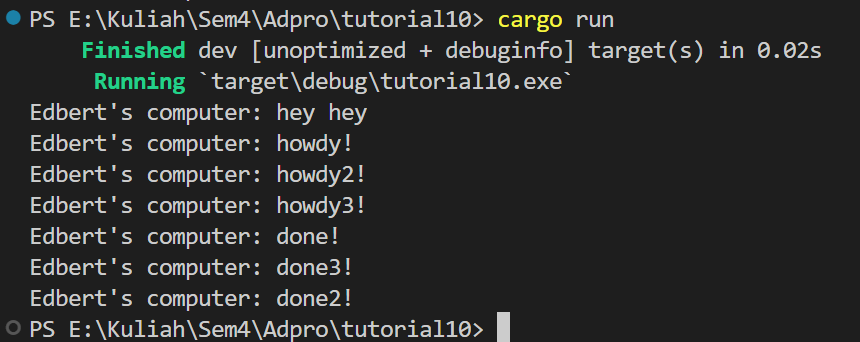 PS E:\Kuliah\Sem4\Adpro\tutorial10> cargo run
    Finished dev [unoptimized + debuginfo] target(s) in 0.02s
     Running `target\debug\tutorial10.exe`
Edbert's computer: hey hey
Edbert's computer: howdy!
Edbert's computer: howdy2!
Edbert's computer: howdy3!
Edbert's computer: done!
Edbert's computer: done3!
Edbert's computer: done2!
PS E:\Kuliah\Sem4\Adpro\tutorial10>